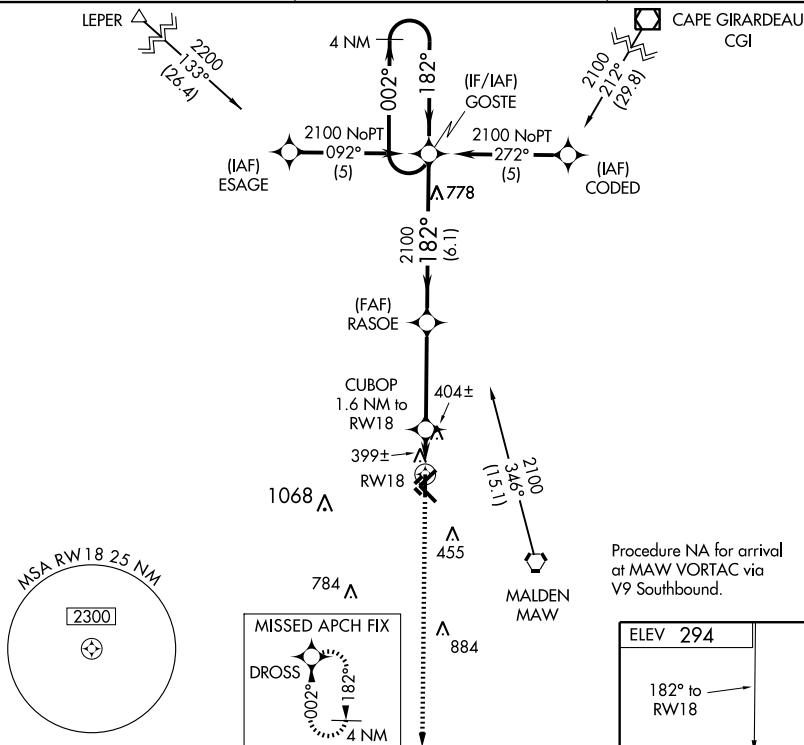 LEPER
2200
133°
(26.4)
4 NM
002°
182°
(IF/IAF)
GOSTE
CAPE GIRARDEAU
CGI
2100
212°
(29.8)
2100 NoPT
092°
(5)
(IAF)
ESAGE
2100 NoPT
272°
(5)
(IAF)
CODED
778
2100
182°
(6.1)
(FAF)
RASOE
CUBOP
1.6 NM to
RW18
404±
399±
RW18
2100
346°
(15.1)
1068
455
MALDEN
MAW
Procedure NA for arrival
at MAW VORTAC via
V9 Southbound.
MSA RW18 25 NM
2300
784
884
MISSED APCH FIX
DROSS
002°
182°
4 NM
ELEV 294
182° to
RW18